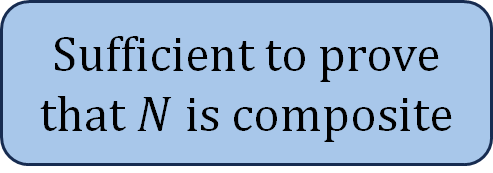 Sufficient to prove
that N is composite